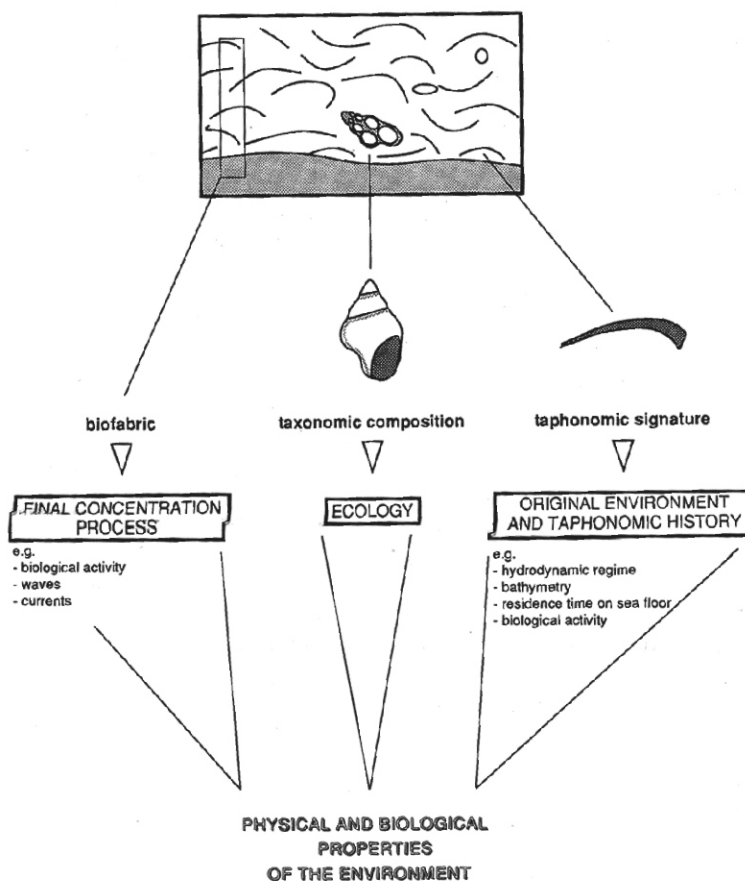 biofabric
taxonomic composition
taphonomic signature
FINAL CONCENTRATION
PROCESS
e.g.
- biological activity
- waves
- currents
ECOLOGY
ORIGINAL ENVIRONMENT
AND TAPHONOMIC HISTORY
e.g.
- hydrodynamic regime
- bathymetry
- residence time on sea floor
- biological activity
PHYSICAL AND BIOLOGICAL
PROPERTIES
OF THE ENVIRONMENT